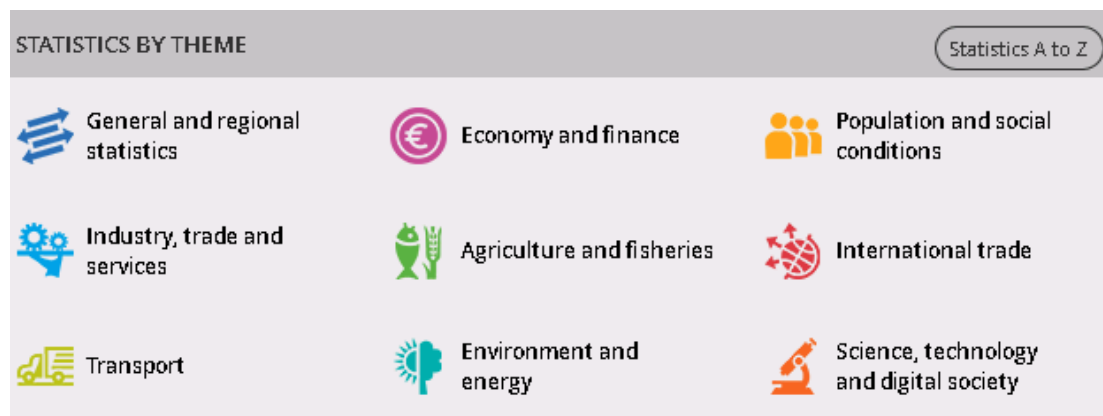 STATISTICS BY THEME
Statistics A to Z
General and regional
statistics
Economy and finance
Population and social
conditions
Industry, trade and
services
Agriculture and fisheries
International trade
Transport
Environment and
energy
Science, technology
and digital society